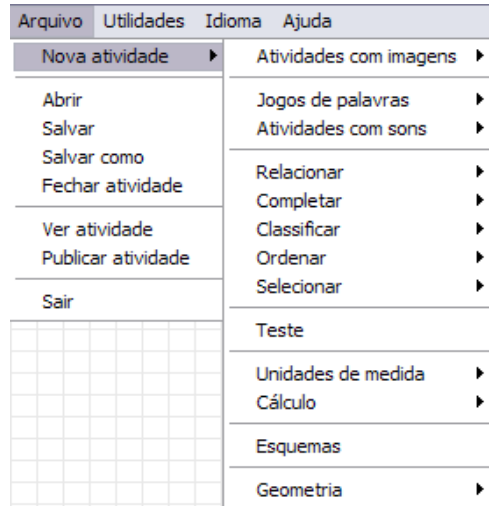 Arquivo Utilidades Idioma Ajuda
Nova atividade
Abrir
Salvar
Salvar como
Fechar atividade
Ver atividade
Publicar atividade
Sair
Atividades com imagens
Jogos de palavras
Atividades com sons
Relacionar
Completar
Classificar
Ordenar
Selecionar
Teste
Unidades de medida
Cálculo
Esquemas
Geometria